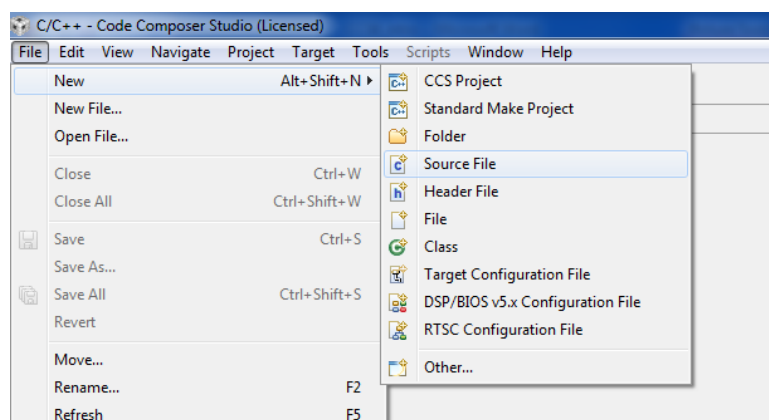 C/C++ - Code Composer Studio (Licensed)
File Edit View Navigate Project Target Tools Scripts Window Help
New Alt+Shift+N
New File...
Open File...
Close Ctrl+W
Close All Ctrl+Shift+W
Save Ctrl+S
Save As...
Save All Ctrl+Shift+S
Revert
Move...
Rename... F2
Refresh F5
CCS Project
Standard Make Project
Folder
Source File
Header File
File
Class
Target Configuration File
DSP/BIOS v5.x Configuration File
RTSC Configuration File
Other...